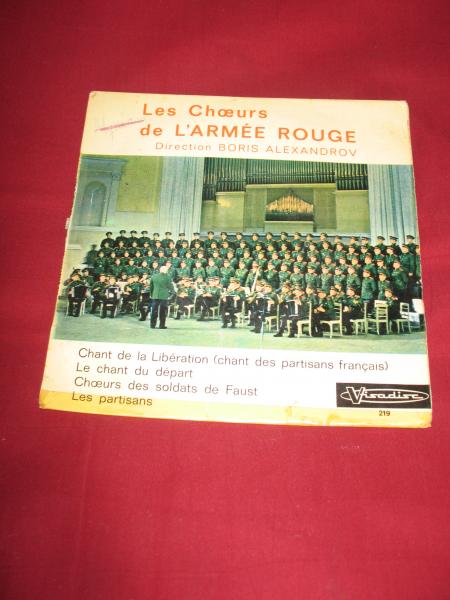 Les Chœurs
de L'ARMÉE ROUGE
Direction BORIS ALEXANDROV
Chant de la Libération (chant des partisans français)
Le chant du départ
Chœurs des soldats de Faust
Les partisans
Visadisc
219